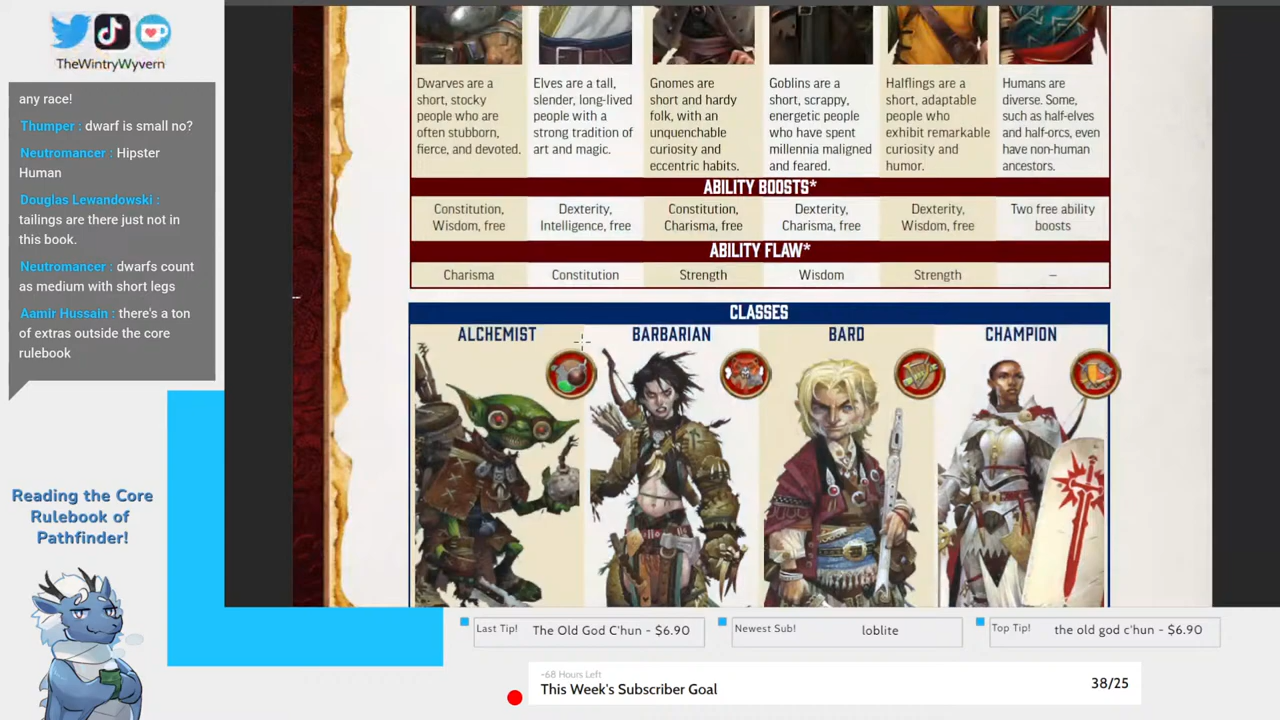 TheWintryWyvern
any race!
Thumper : dwarf is small no?
Neutromancer : Hipster
Human
Douglas Lewandowski :
tailings are there just not in
this book.
Neutromancer : dwarfs count
as medium with short legs
Aamir Hussain : there's a ton
of extras outside the core
rulebook
Reading the Core
Rulebook of
Pathfinder!
Dwarves are a
short, stocky
people who are
often stubborn,
fierce, and devoted.
Elves are a tall,
slender, long-lived
people with a
strong tradition of
art and magic.
Gnomes are
short and hardy
folk, with an
unquenchable
curiosity and
eccentric habits.
Goblins are a
short, scrappy,
energetic people
who have spent
millennia maligned
and feared.
Halflings are a
short, adaptable
people who
exhibit remarkable
curiosity and
humor.
Humans are
diverse. Some,
such as half-elves
and half-orcs, even
have non-human
ancestors.
ABILITY BOOSTS*
Constitution,
Wisdom, free
Dexterity,
Intelligence, free
Constitution,
Charisma, free
Dexterity,
Charisma, free
Dexterity,
Wisdom, free
Two free ability
boosts
ABILITY FLAW*
Charisma
Constitution
Strength
Wisdom
Strength
—
CLASSES
ALCHEMIST
BARBARIAN
BARD
CHAMPION
Last Tip!
The Old God C'hun - $6.90
Newest Sub!
loblite
Top Tip!
the old god c'hun - $6.90
-68 Hours Left
This Week's Subscriber Goal
38/25